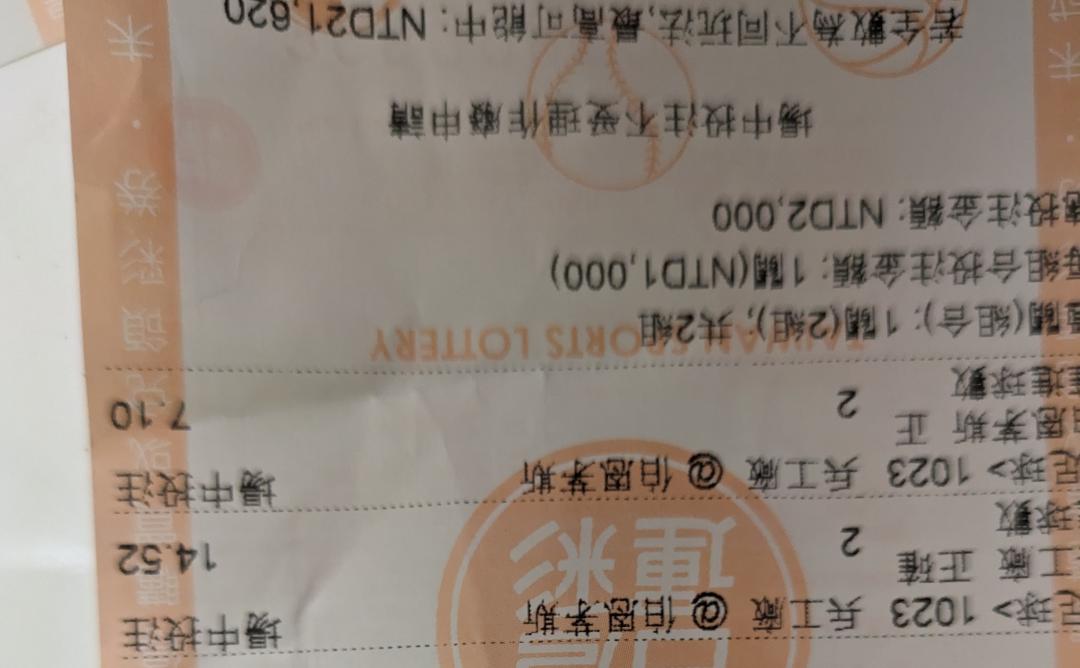 足球> 1023 兵工廠 @ 伯恩茅斯 場中投注
工廠 正確
球數 2 14.52
足球> 1023 兵工廠 @ 伯恩茅斯 場中投注
伯恩茅斯 正
確進球數 2 7.10
過關(組合): 1關(2組); 共2組
每組合投注金額: 1關(NTD1,000)
總投注金額: NTD2,000
場中投注不受理作廢申請
若全數為不同玩法,最高可能中: NTD21,620
運彩
TAIWAN SPORTS LOTTERY